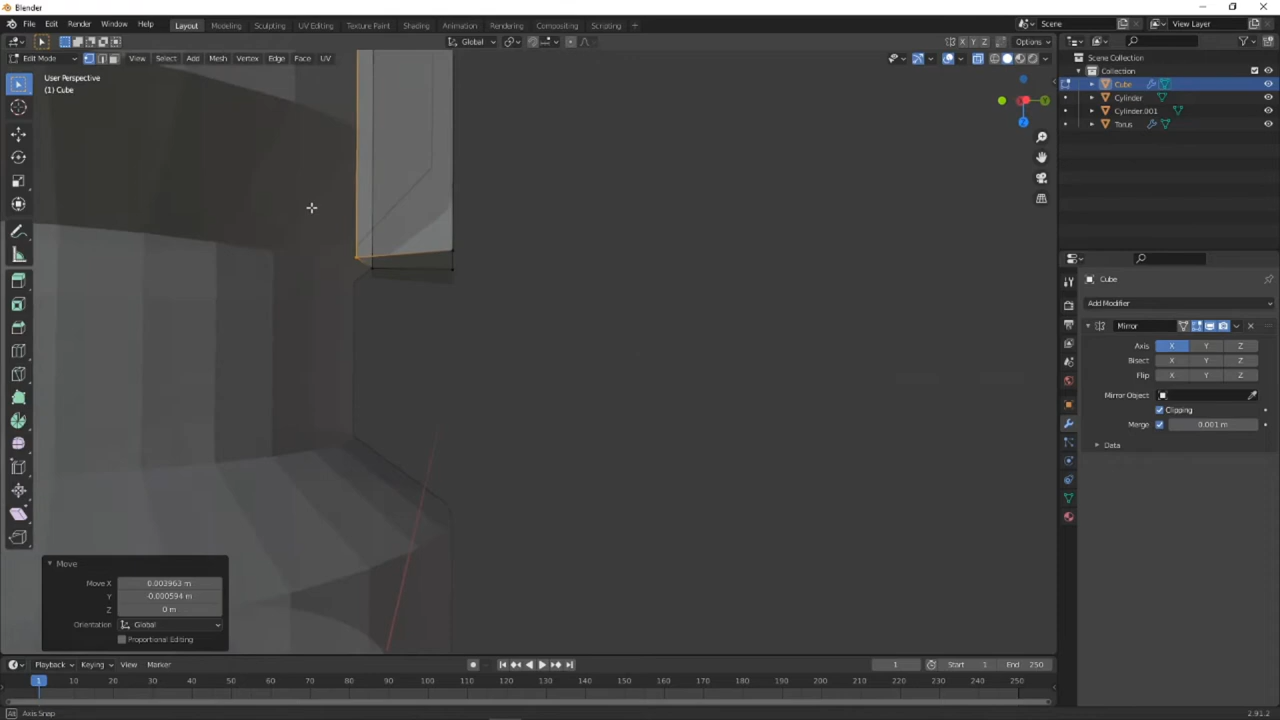 Blender
File Edit Render Window Help
Layout Modeling Sculpting UV Editing Texture Paint Shading Animation Rendering Compositing Scripting +
Scene
View Layer
Global
X Y Z Options
Edit Mode View Select Add Mesh Vertex Edge Face UV
User Perspective
(1) Cube
Scene Collection
Collection
Cube
Cylinder
Cylinder.001
Torus
Cube
Add Modifier
Mirror
Axis X Y Z
Bisect X Y Z
Flip X Y Z
Mirror Object
Clipping
Merge 0.001 m
Data
Move
Move X 0.003963 m
Y -0.000594 m
Z 0 m
Orientation Global
Proportional Editing
Playback Keying View Marker
1 Start 1 End 250
1 10 20 30 40 50 60 70 80 90 100 110 120 130 140 150 160 170 180 190 200 210 220 230 240 250
Axis Snap
2.91.2